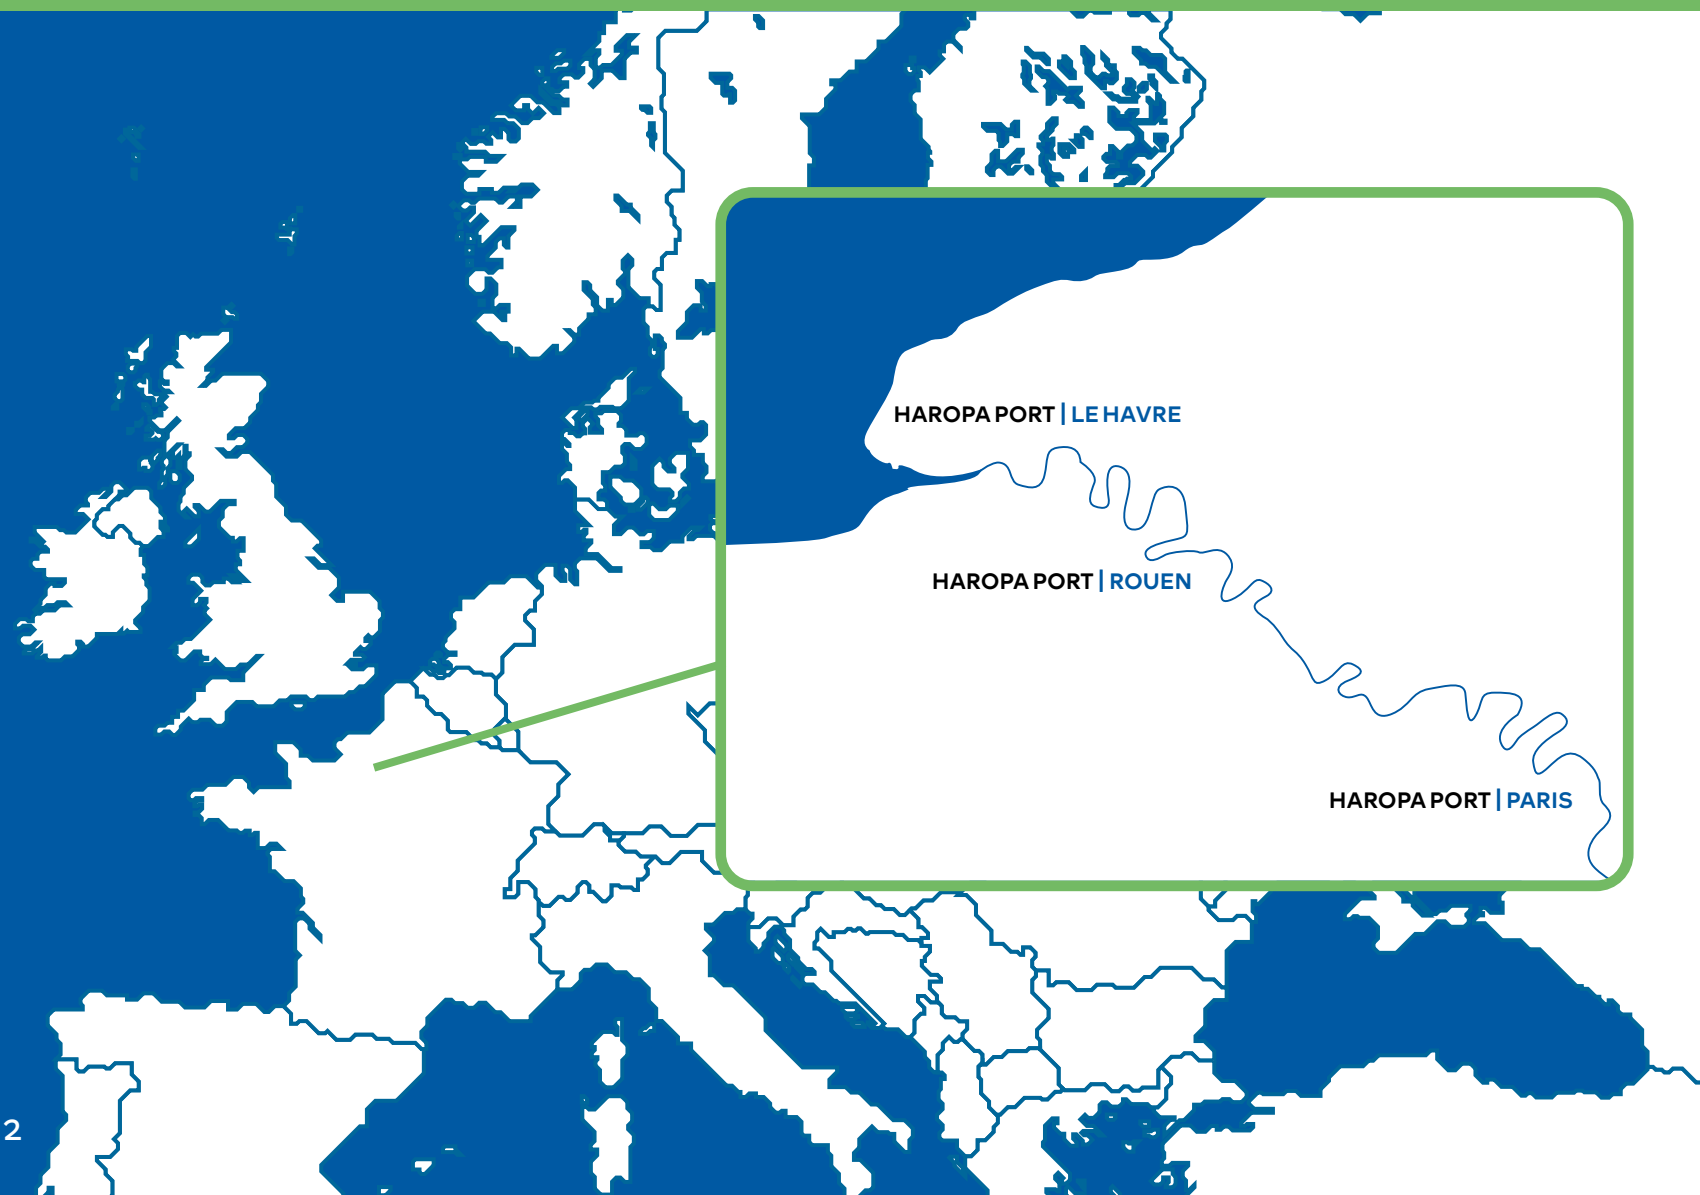 HAROPA PORT | LE HAVRE
HAROPA PORT | ROUEN
HAROPA PORT | PARIS
2